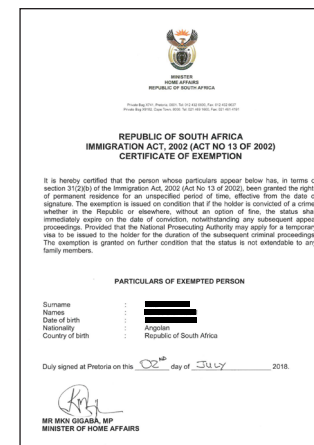 MINISTER
HOME AFFAIRS
REPUBLIC OF SOUTH AFRICA
REPUBLIC OF SOUTH AFRICA
IMMIGRATION ACT, 2002 (ACT NO 13 OF 2002)
CERTIFICATE OF EXEMPTION
It is hereby certified that the person whose particulars appear below has, in terms o
section 31(2)(b) of the Immigration Act, 2002 (Act No 13 of 2002), been granted the right
of permanent residence for an unspecified period of time, effective from the date o
signature. The exemption is issued on condition that if the holder is convicted of a crime
whether in the Republic or elsewhere, without an option of fine, the status sha
immediately expire on the date of conviction, notwithstanding any subsequent appea
proceedings. Provided that the National Prosecuting Authority may apply for a temporar
visa to be issued to the holder for the duration of the subsequent criminal proceedings
The exemption is granted on further condition that the status is not extendable to any
family members.
PARTICULARS OF EXEMPTED PERSON
Surname :
Names :
Date of birth :
Nationality : Angolan
Country of birth : Republic of South Africa
Duly signed at Pretoria on this 02ND day of JULY 2018.
MR MKN GIGABA, MP
MINISTER OF HOME AFFAIRS